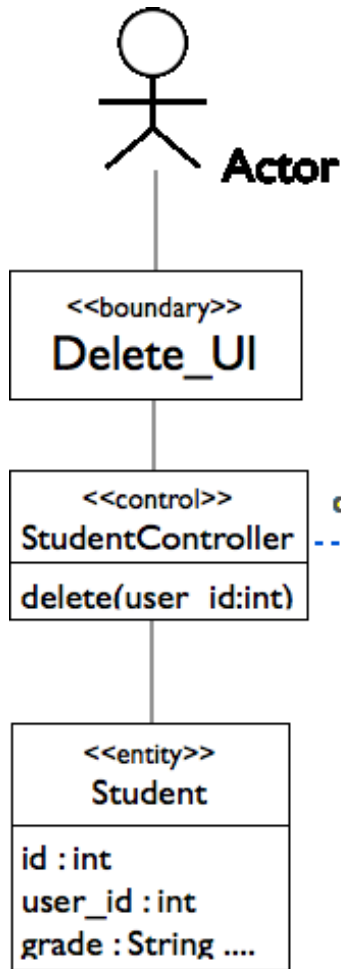 Actor
<<boundary>>
Delete_UI
<<control>>
StudentController
delete(user_id:int)
<<entity>>
Student
id : int
user_id : int
grade : String ....